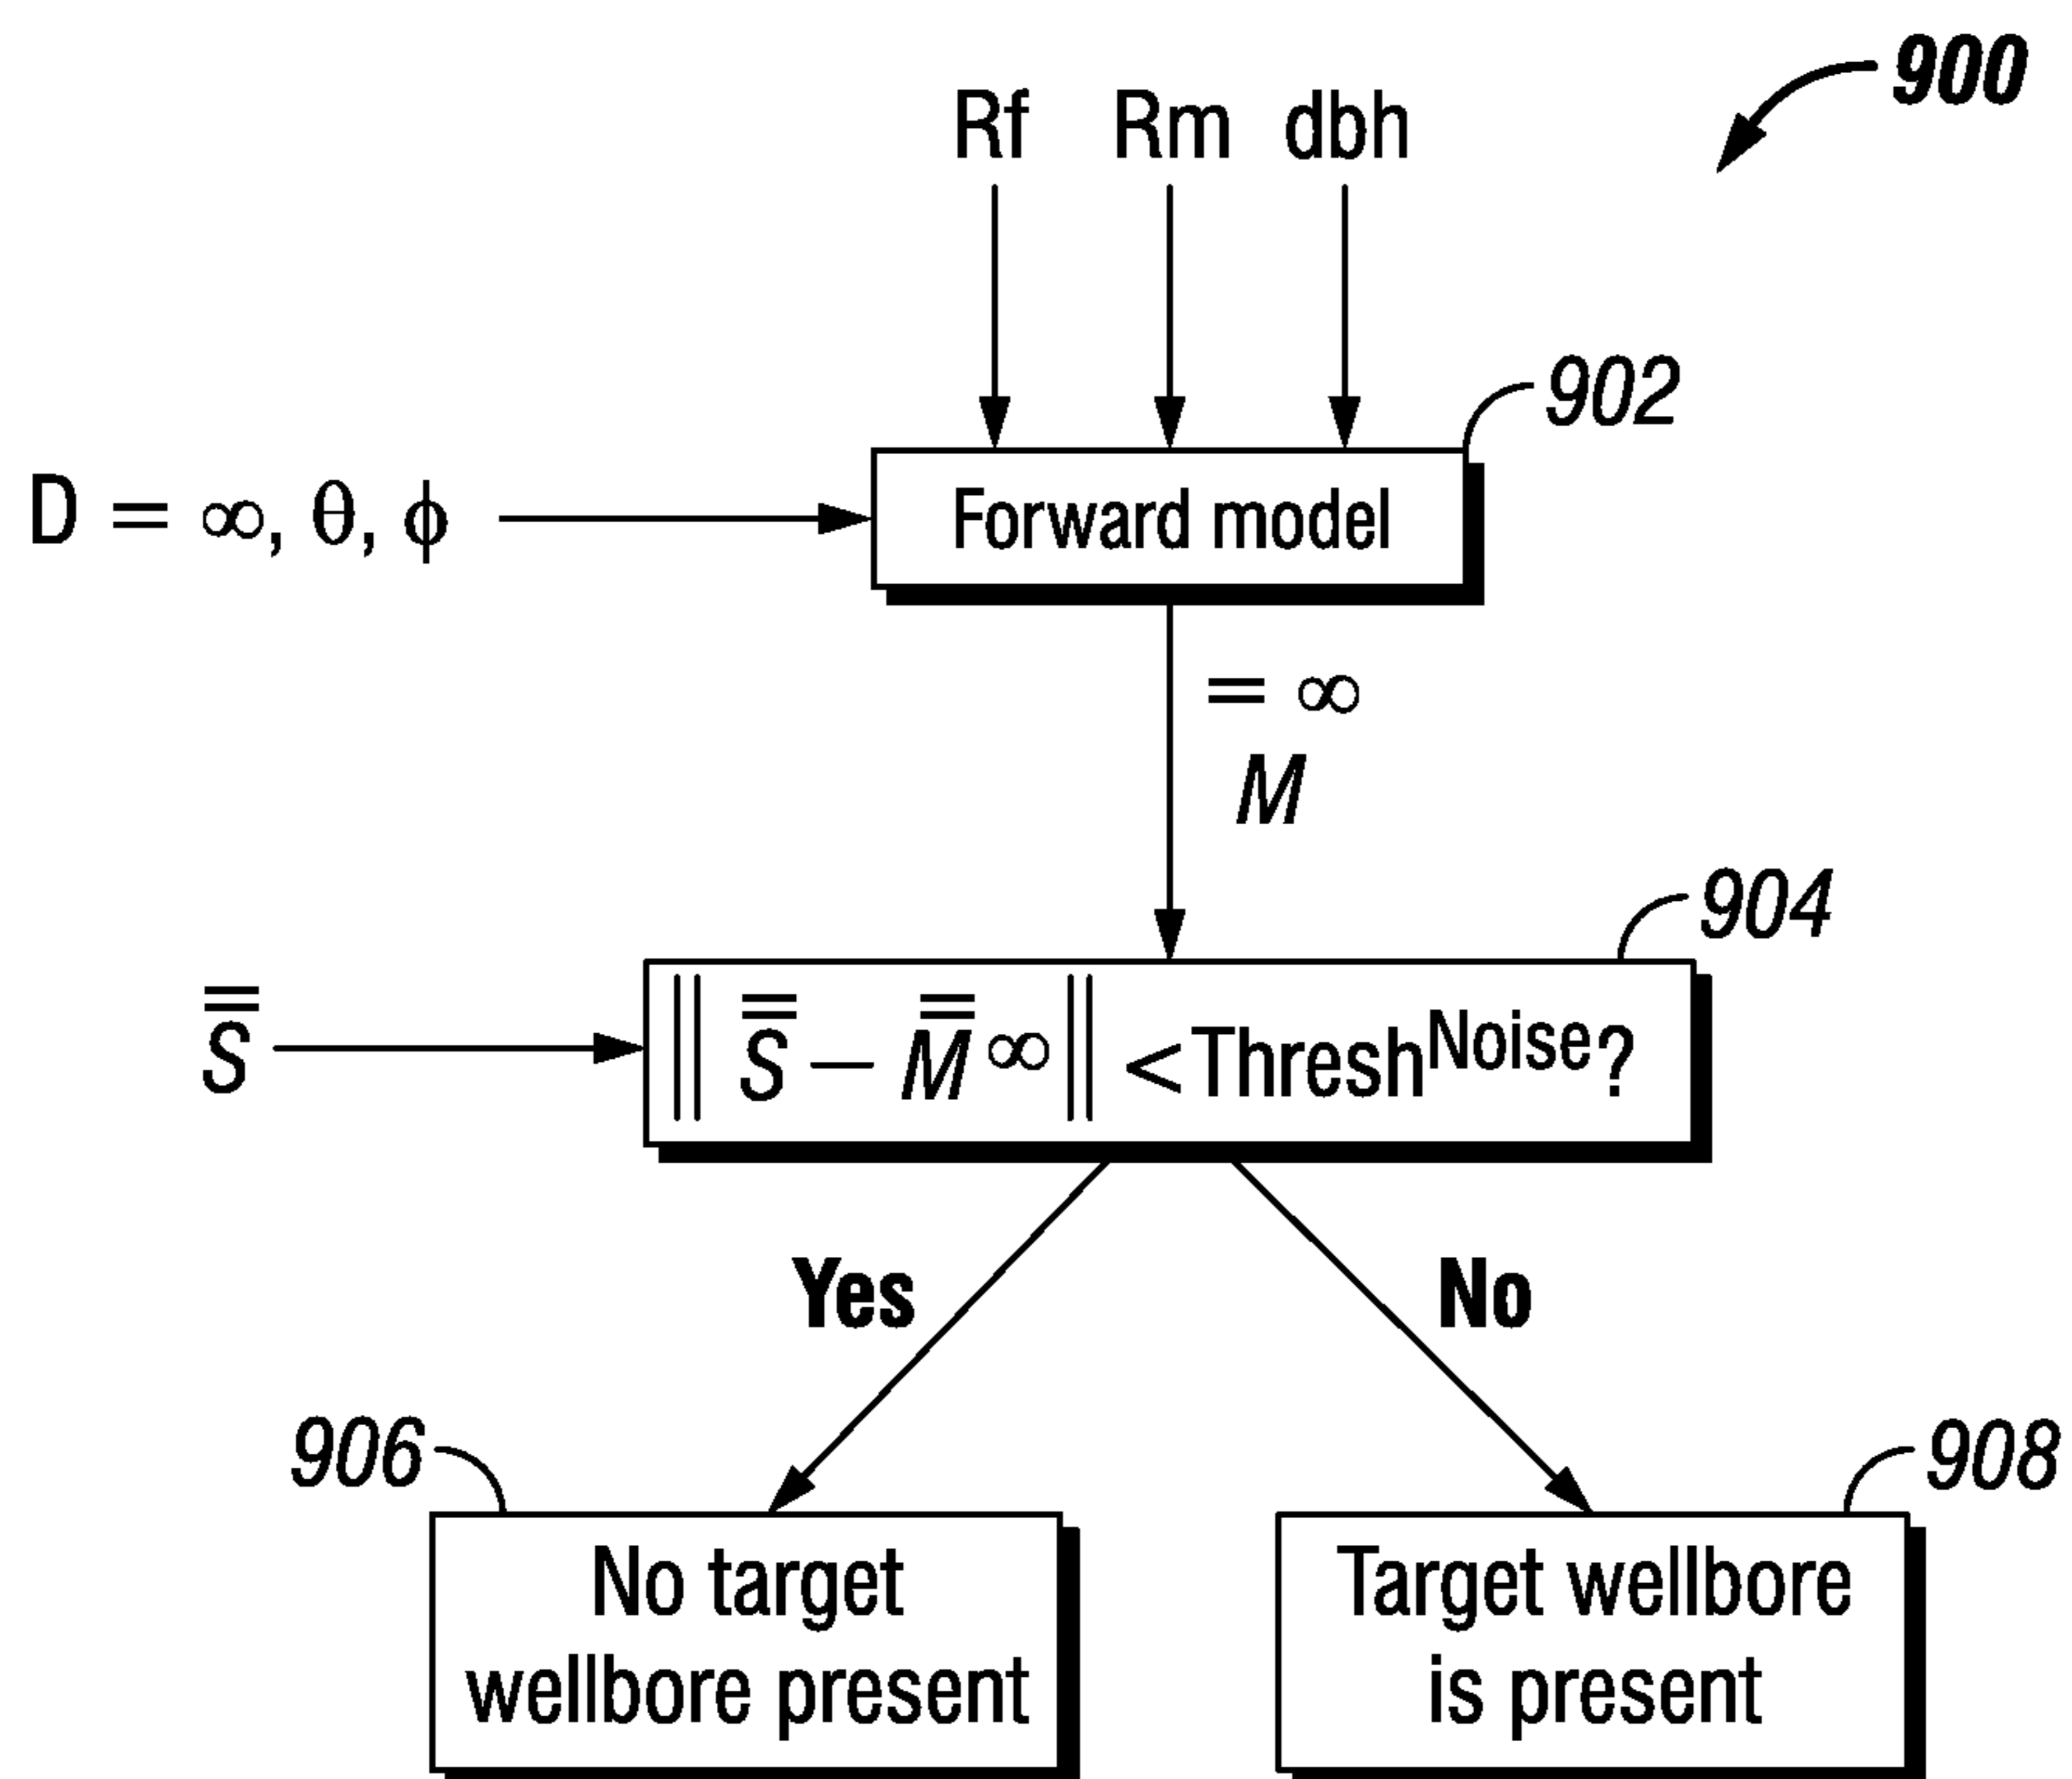 900
Rf Rm dbh
902
D = ∞, θ, ϕ
Forward model
= ∞
M
904
S̿
‖ S̿ − M̿ ∞ ‖ < Thresh^Noise?
Yes No
906
908
No target
wellbore present
Target wellbore
is present